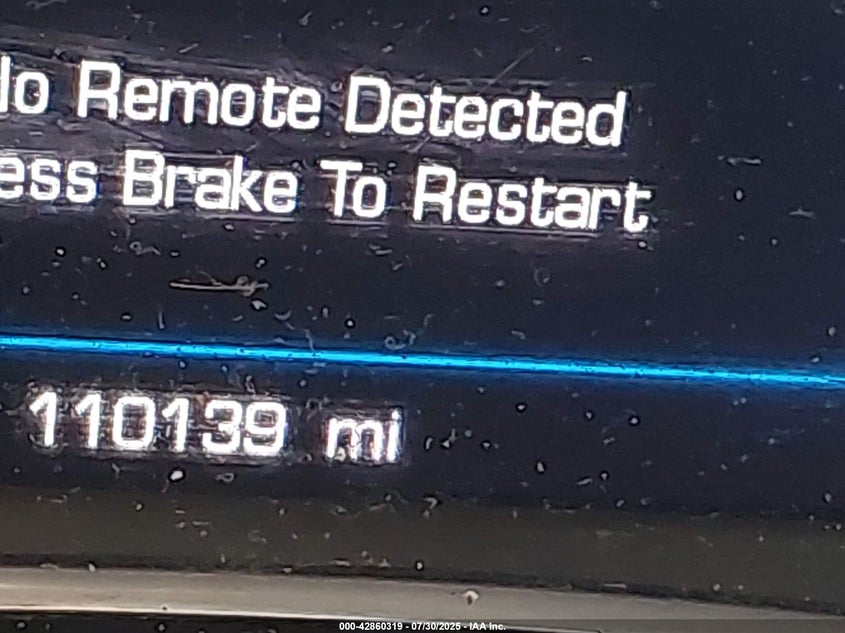 lo Remote Detected
ess Brake To Restart
110139 mi
000-42860319 - 07/30/2025 - IAA Inc.